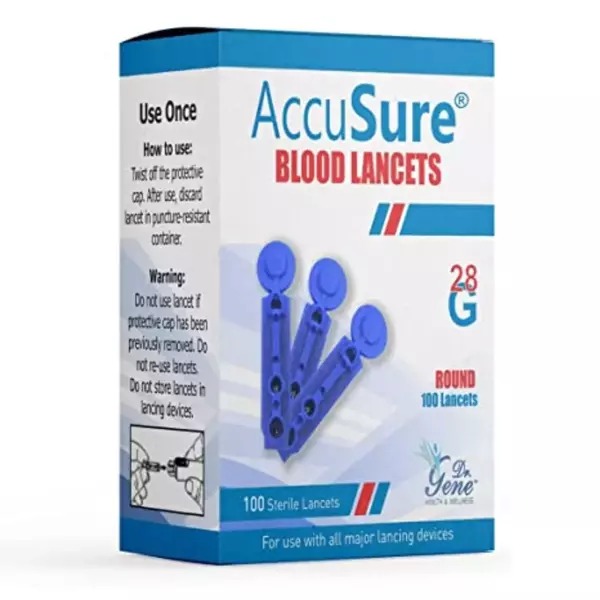 Use Once
How to use:
Twist off the protective
cap. After use, discard
lancet in puncture-resistant
container.
Warning:
Do not use lancet if
protective cap has been
previously removed. Do
not re-use lancets.
Do not store lancets in
lancing devices.
AccuSure®
BLOOD LANCETS
28
G
ROUND
100 Lancets
Dr.
Gene™
HEALTH & WELLNESS
100 Sterile Lancets
For use with all major lancing devices